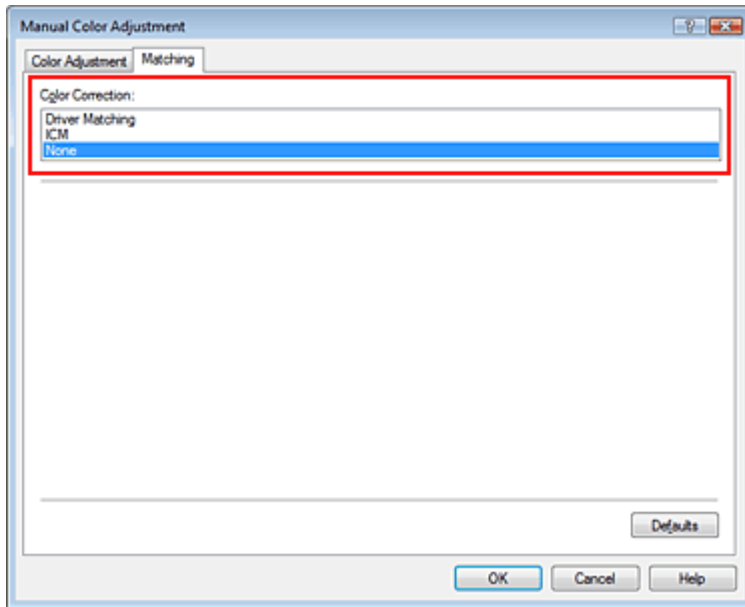 Manual Color Adjustment
Color Adjustment Matching
Color Correction:
Driver Matching
ICM
None
Defaults
OK Cancel Help